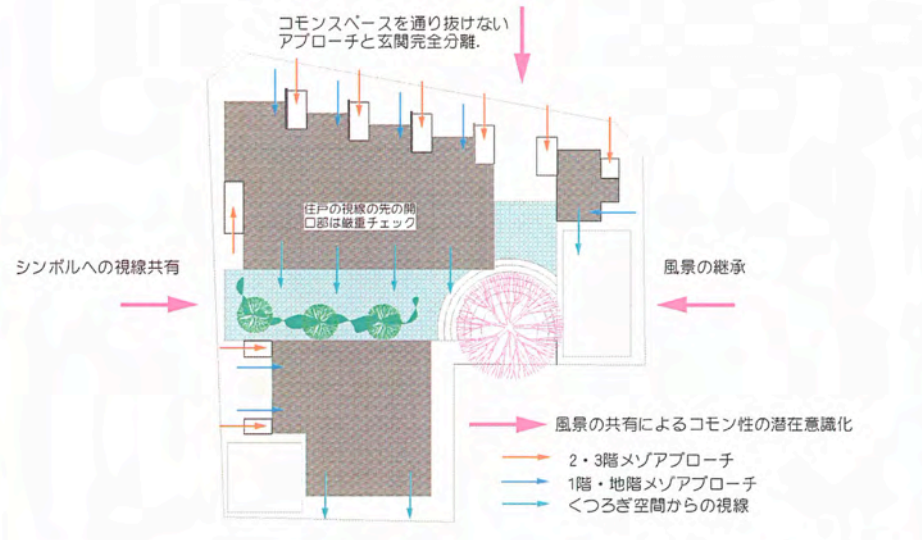 コモンスペースを通り抜けない
アプローチと玄関完全分離.
住戸の視線の先の開
口部は厳重チェック
シンボルへの視線共有
風景の継承
風景の共有によるコモン性の潜在意識化
2・3階メゾアプローチ
1階・地階メゾアプローチ
くつろぎ空間からの視線